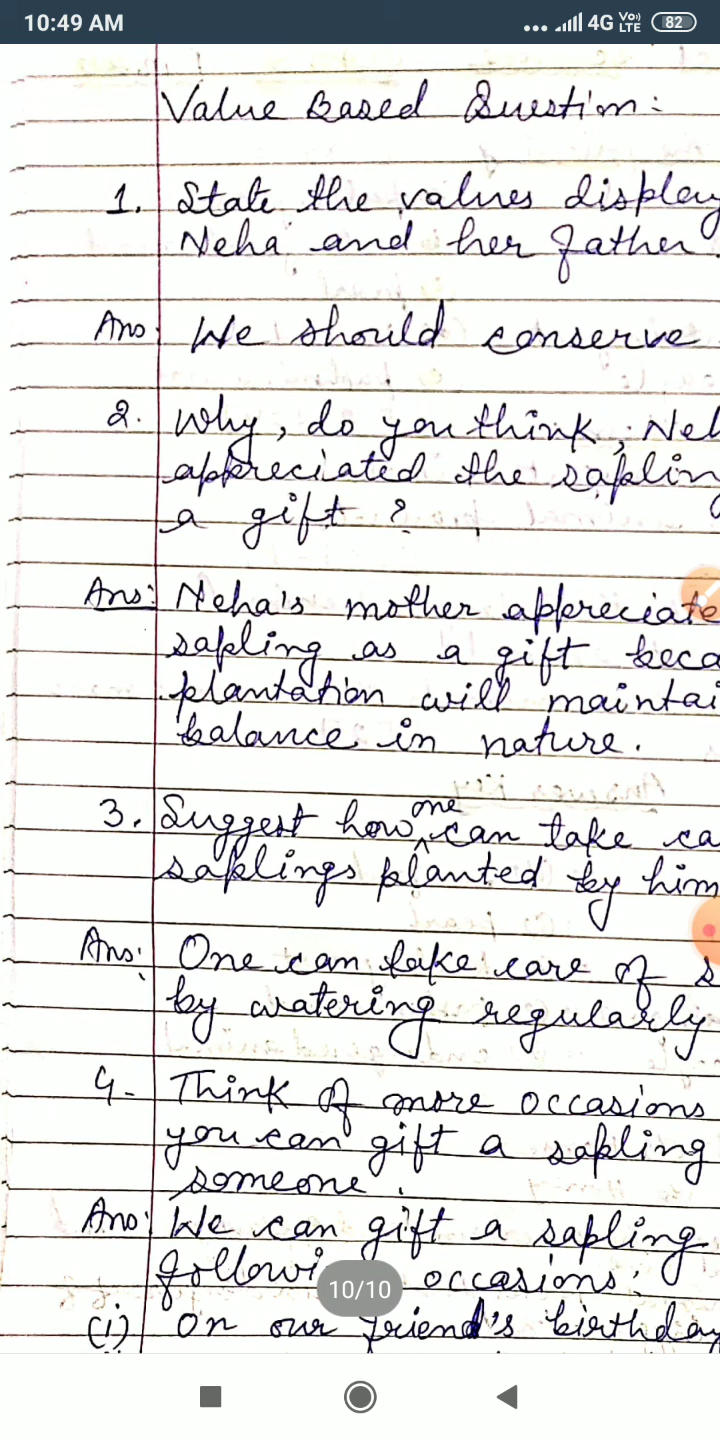 10:49 AM
... 4G Vo) LTE 82
Value Based Question:
1. State the values display
Neha and her father.
Ans: We should conserve
2. Why, do you think, Neh
appreciated the saplin
a gift?
Ans: Neha's mother appreciate
sapling as a gift beca
plantation will maintai
balance in nature.
3. Suggest how one can take ca
saplings planted by him
Ans: One can take care of s
by watering regularly
4- Think of more occasions
you can gift a sapling
someone.
Ans: We can gift a sapling
followi occasions:
10/10
(i) On our friend's birthday